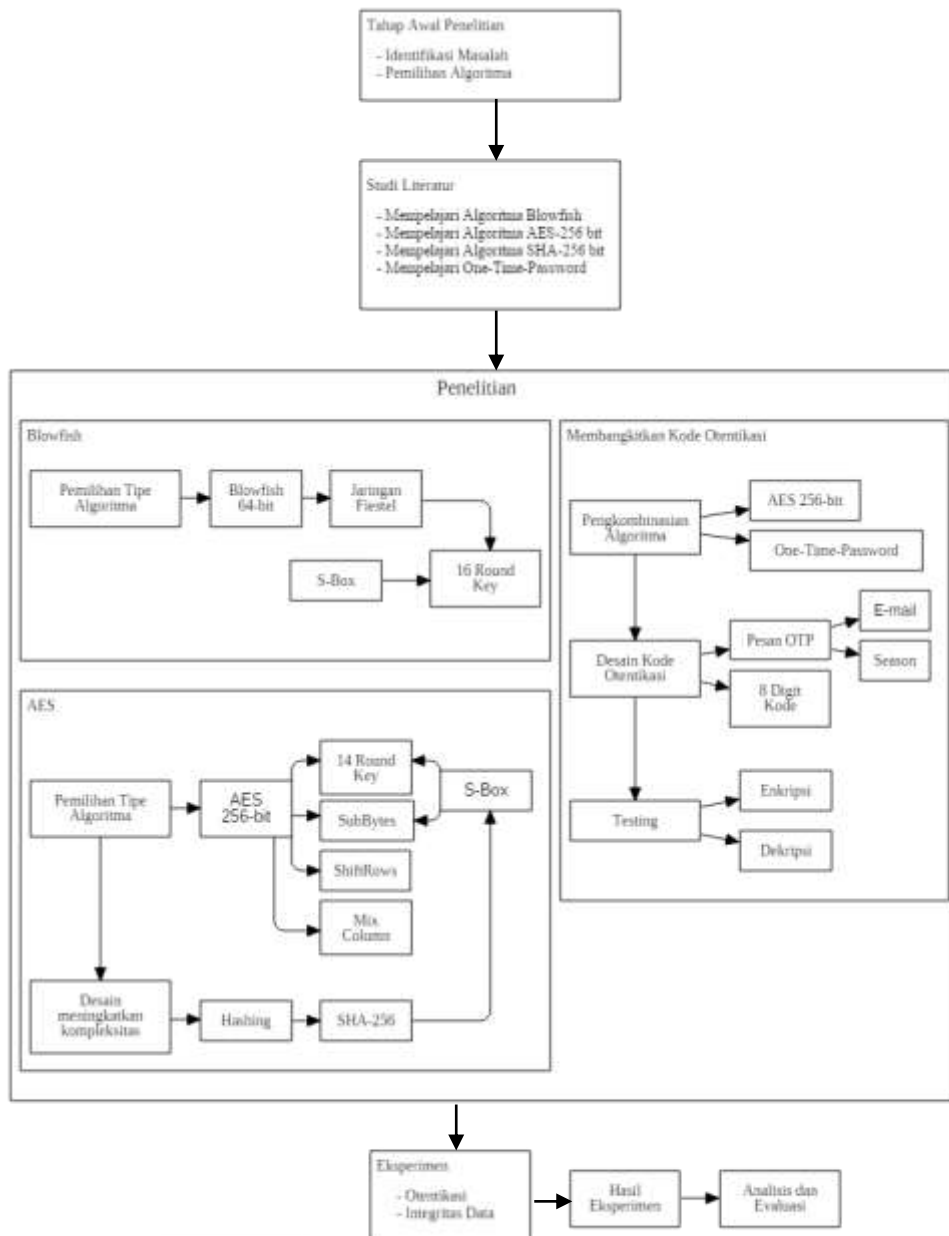 Tahap Awal Penelitian
- Identifikasi Masalah
- Pemilihan Algoritma
Studi Literatur
- Mempelajari Algoritma Blowfish
- Mempelajari Algoritma AES-256 bit
- Mempelajari Algoritma SHA-256 bit
- Mempelajari One-Time-Password
Penelitian
Blowfish
Pemilihan Tipe
Algoritma
Blowfish
64-bit
Jaringan
Fiestel
S-Box
16 Round
Key
AES
Pemilihan Tipe
Algoritma
AES
256-bit
14 Round
Key
SubBytes
ShiftRows
Mix
Column
S-Box
Desain
meningkatkan
kompleksitas
Hashing
SHA-256
Membangkitkan Kode Otentikasi
Pengkombinasian
Algoritma
AES 256-bit
One-Time-Password
Desain Kode
Otentikasi
Pesan OTP
E-mail
Season
8 Digit
Kode
Testing
Enkripsi
Dekripsi
Eksperimen
- Otentikasi
- Integritas Data
Hasil
Eksperimen
Analisis dan
Evaluasi